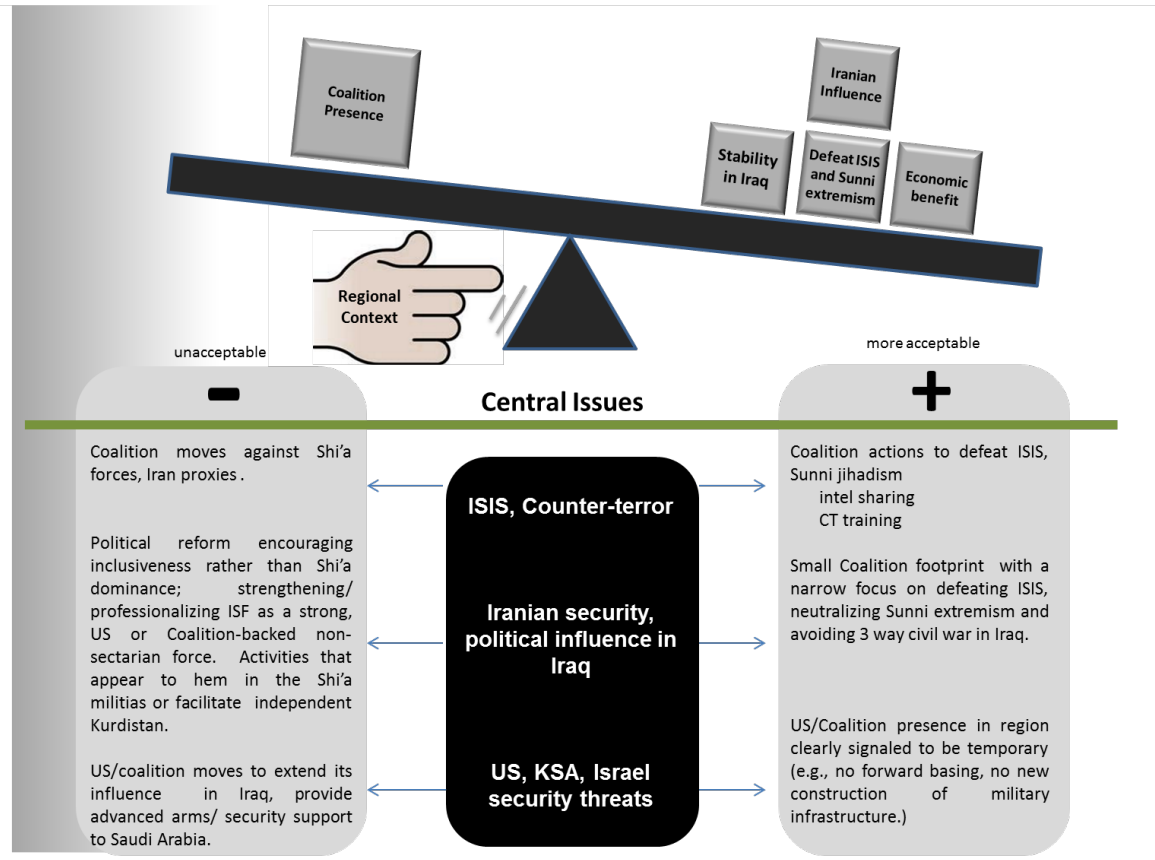 Coalition
Presence
Iranian
Influence
Stability
in Iraq
Defeat ISIS
and Sunni
extremism
Economic
benefit
Regional
Context
unacceptable
more acceptable
-
+
Central Issues
Coalition moves against Shi’a
forces, Iran proxies .
Political reform encouraging
inclusiveness rather than Shi’a
dominance; strengthening/
professionalizing ISF as a strong,
US or Coalition-backed non-
sectarian force. Activities that
appear to hem in the Shi’a
militias or facilitate independent
Kurdistan.
US/coalition moves to extend its
influence in Iraq, provide
advanced arms/ security support
to Saudi Arabia.
ISIS, Counter-terror
Iranian security,
political influence in
Iraq
US, KSA, Israel
security threats
Coalition actions to defeat ISIS,
Sunni jihadism
intel sharing
CT training
Small Coalition footprint with a
narrow focus on defeating ISIS,
neutralizing Sunni extremism and
avoiding 3 way civil war in Iraq.
US/Coalition presence in region
clearly signaled to be temporary
(e.g., no forward basing, no new
construction of military
infrastructure.)